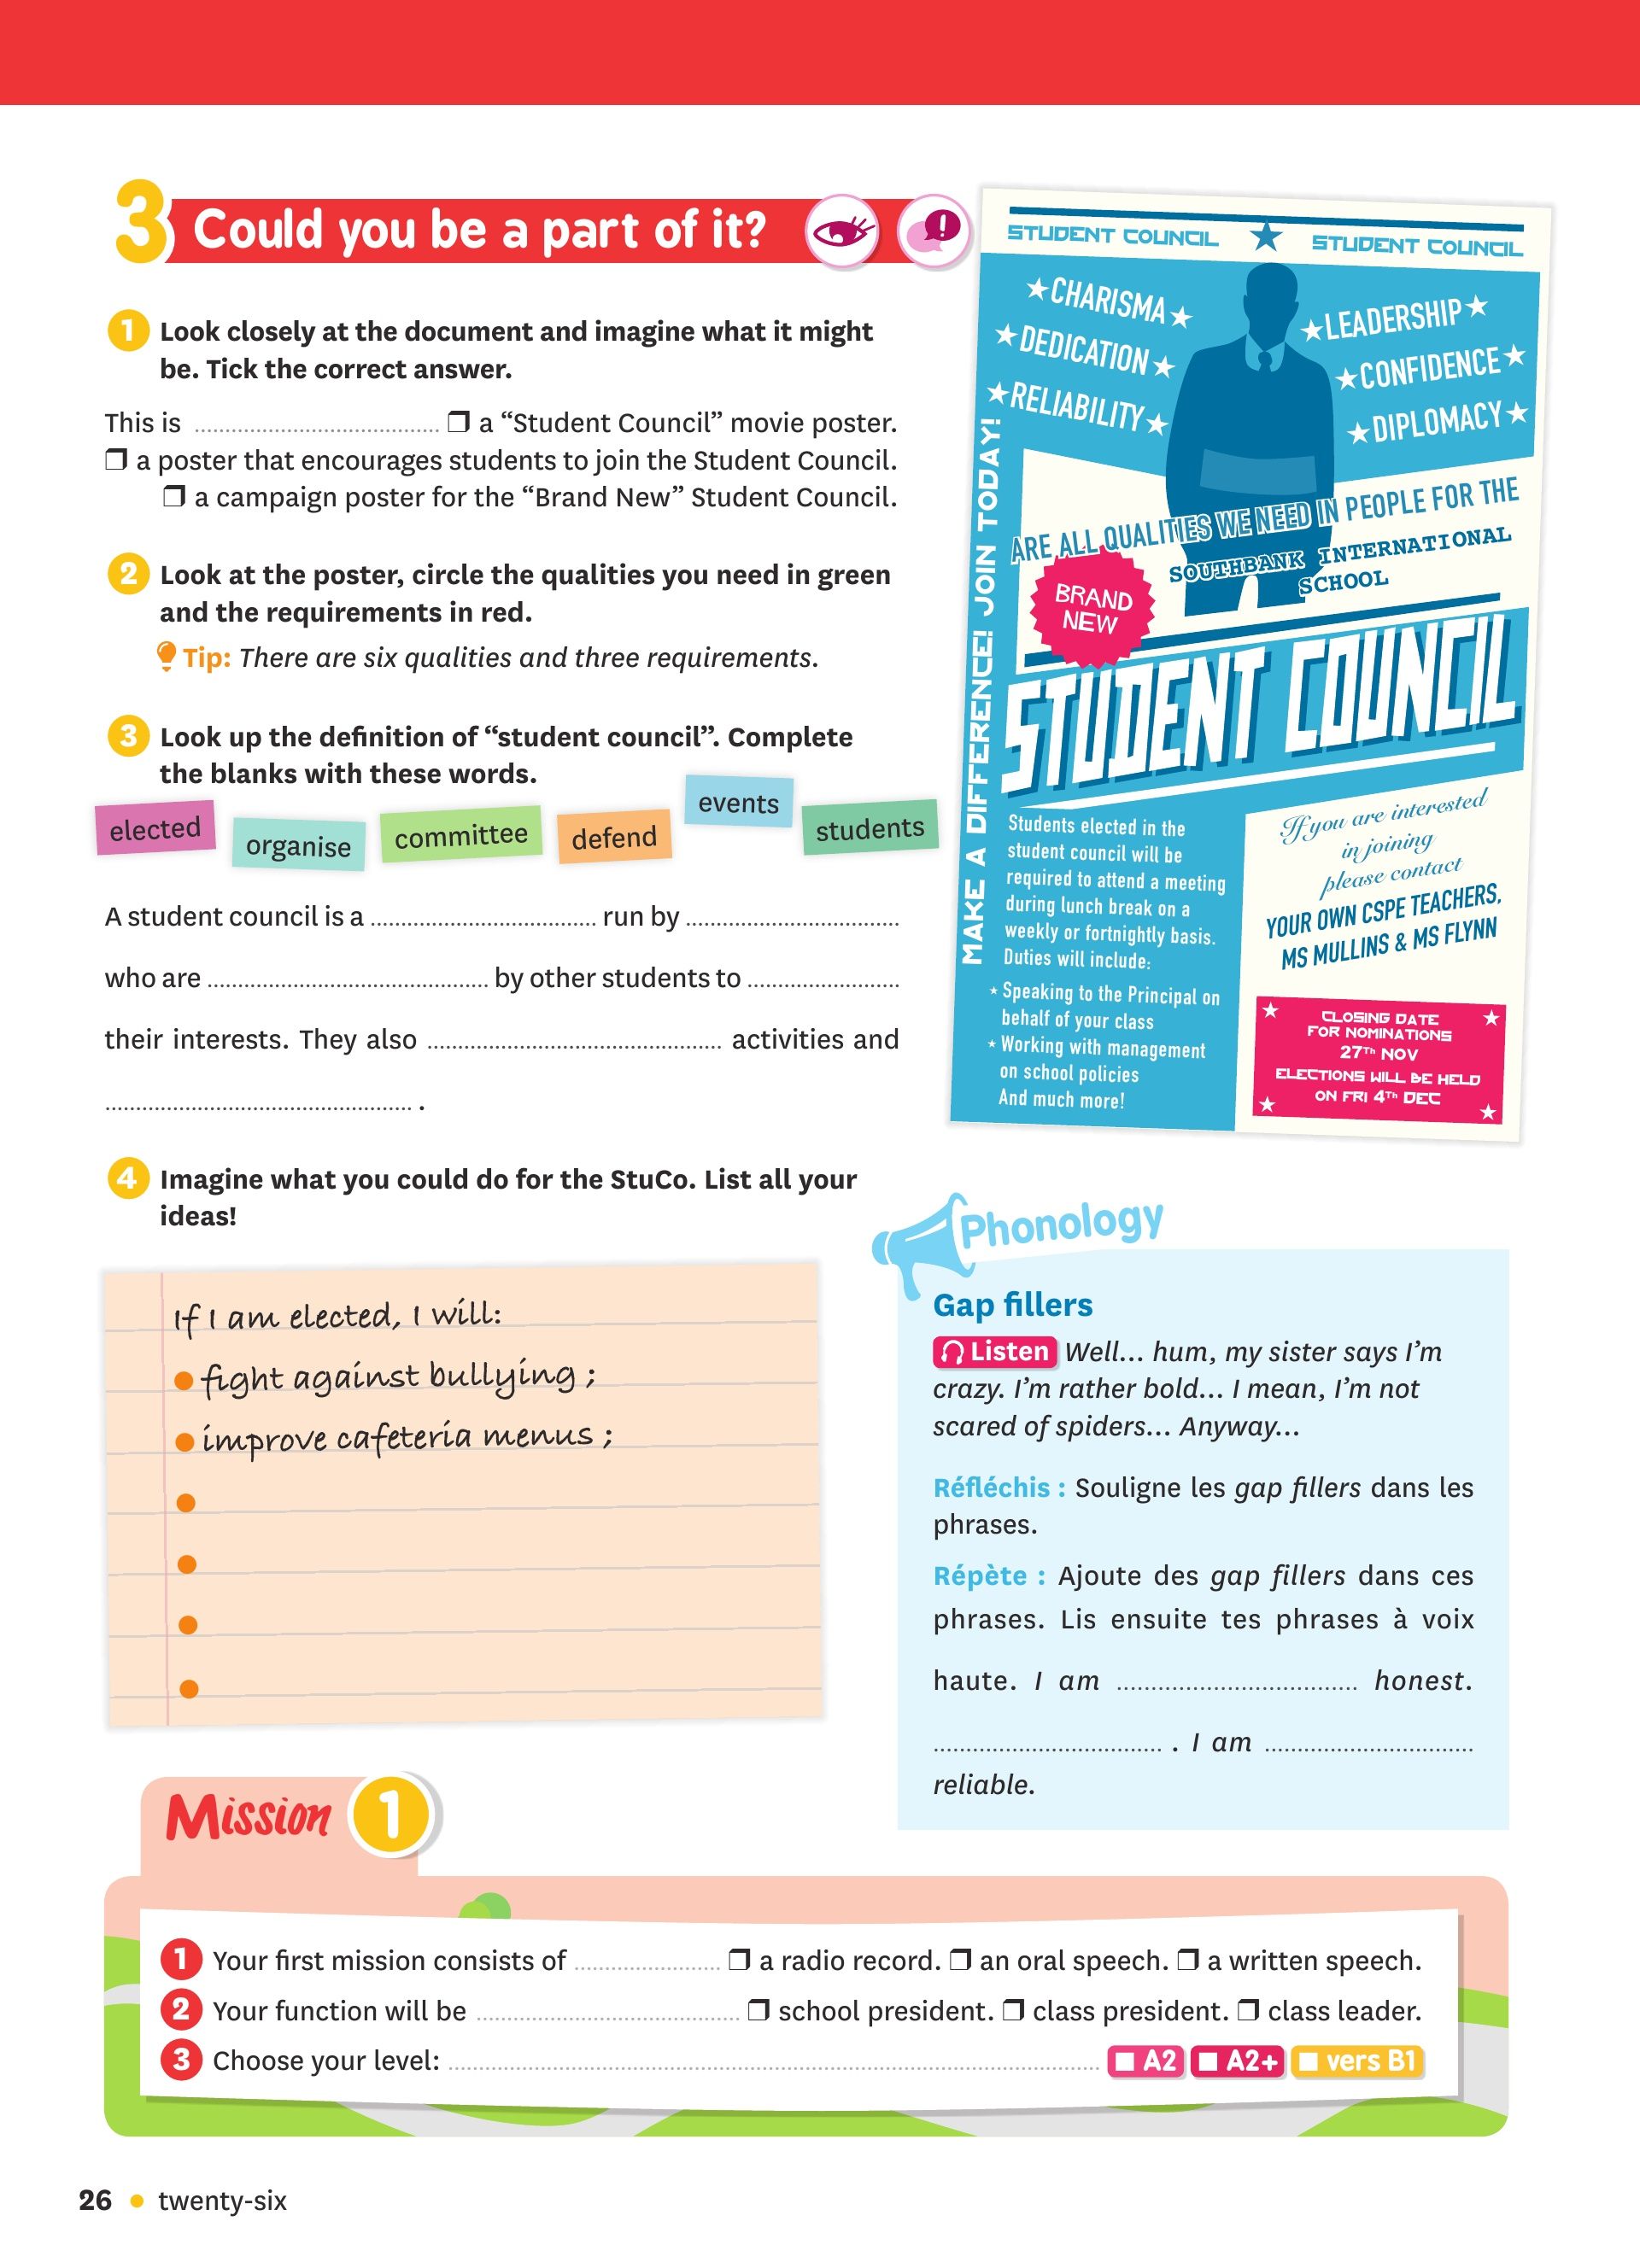 3 Could you be a part of it?
1 Look closely at the document and imagine what it might
be. Tick the correct answer.
This is ........................................ ❒ a “Student Council” movie poster.
❒ a poster that encourages students to join the Student Council.
❒ a campaign poster for the “Brand New” Student Council.
2 Look at the poster, circle the qualities you need in green
and the requirements in red.
Tip: There are six qualities and three requirements.
3 Look up the definition of “student council”. Complete
the blanks with these words.
elected
organise
committee
defend
events
students
A student council is a ........................................ run by ........................................
who are ........................................ by other students to ........................................
their interests. They also ........................................ activities and
........................................ .
4 Imagine what you could do for the StuCo. List all your
ideas!
If I am elected, I will:
• fight against bullying ;
• improve cafeteria menus ;
•
•
•
•
STUDENT COUNCIL ★ STUDENT COUNCIL
★CHARISMA★
★DEDICATION★
★RELIABILITY★
★LEADERSHIP★
★CONFIDENCE★
★DIPLOMACY★
MAKE A DIFFERENCE! JOIN TODAY!
ARE ALL QUALITIES WE NEED IN PEOPLE FOR THE
SOUTHBANK INTERNATIONAL
SCHOOL
BRAND
NEW
STUDENT COUNCIL
Students elected in the
student council will be
required to attend a meeting
during lunch break on a
weekly or fortnightly basis.
Duties will include:
★ Speaking to the Principal on
behalf of your class
★ Working with management
on school policies
And much more!
If you are interested
in joining
please contact
YOUR OWN CSPE TEACHERS,
MS MULLINS & MS FLYNN
CLOSING DATE
FOR NOMINATIONS
27TH NOV
ELECTIONS WILL BE HELD
ON FRI 4TH DEC
Phonology
Gap fillers
Listen Well... hum, my sister says I’m
crazy. I’m rather bold... I mean, I’m not
scared of spiders... Anyway...
Réfléchis : Souligne les gap fillers dans les
phrases.
Répète : Ajoute des gap fillers dans ces
phrases. Lis ensuite tes phrases à voix
haute. I am ........................................ honest.
........................................ . I am ........................................
reliable.
Mission 1
1 Your first mission consists of ...................... ❒ a radio record. ❒ an oral speech. ❒ a written speech.
2 Your function will be ........................................ ❒ school president. ❒ class president. ❒ class leader.
3 Choose your level: ........................................ ■ A2 ■ A2+ ■ vers B1
26 • twenty-six